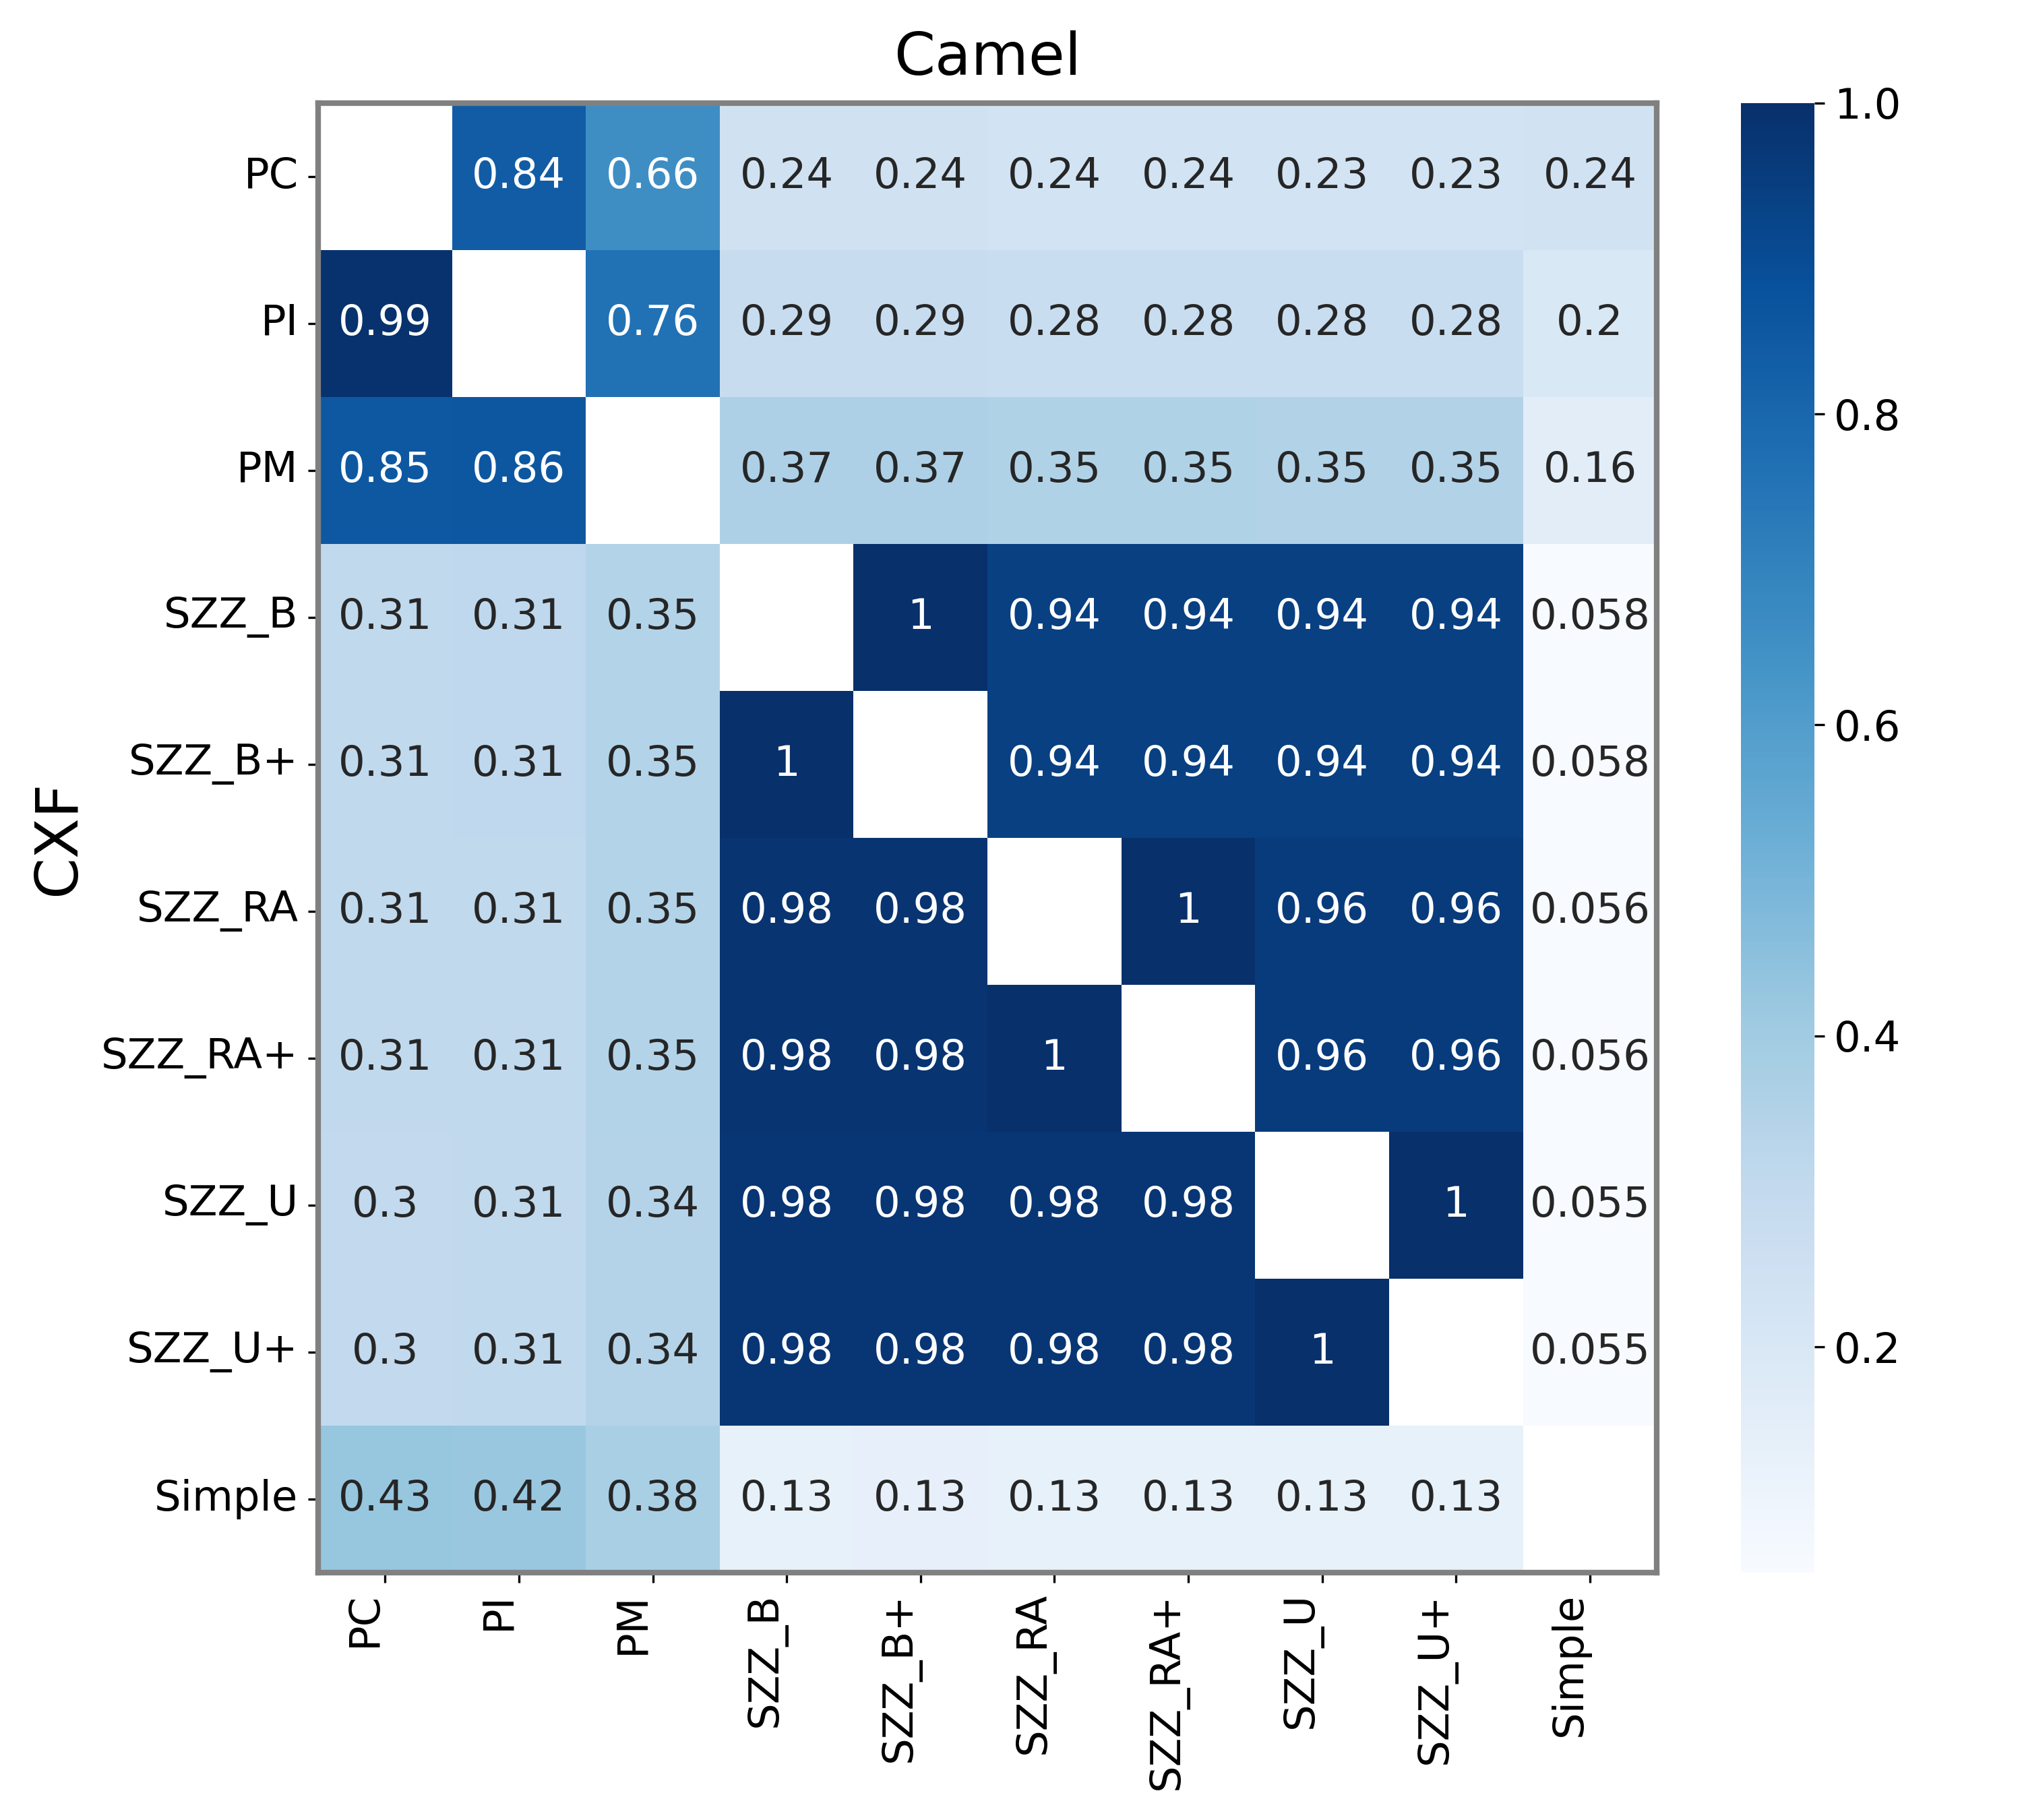 Camel
PC 0.84 0.66 0.24 0.24 0.24 0.24 0.23 0.23 0.24
PI 0.99 0.76 0.29 0.29 0.28 0.28 0.28 0.28 0.2
PM 0.85 0.86 0.37 0.37 0.35 0.35 0.35 0.35 0.16
SZZ_B 0.31 0.31 0.35 1 0.94 0.94 0.94 0.94 0.058
SZZ_B+ 0.31 0.31 0.35 1 0.94 0.94 0.94 0.94 0.058
SZZ_RA 0.31 0.31 0.35 0.98 0.98 1 0.96 0.96 0.056
SZZ_RA+ 0.31 0.31 0.35 0.98 0.98 1 0.96 0.96 0.056
SZZ_U 0.3 0.31 0.34 0.98 0.98 0.98 0.98 1 0.055
SZZ_U+ 0.3 0.31 0.34 0.98 0.98 0.98 0.98 1 0.055
Simple 0.43 0.42 0.38 0.13 0.13 0.13 0.13 0.13 0.13
CXF
PC
PI
PM
SZZ_B
SZZ_B+
SZZ_RA
SZZ_RA+
SZZ_U
SZZ_U+
Simple
1.0
0.8
0.6
0.4
0.2